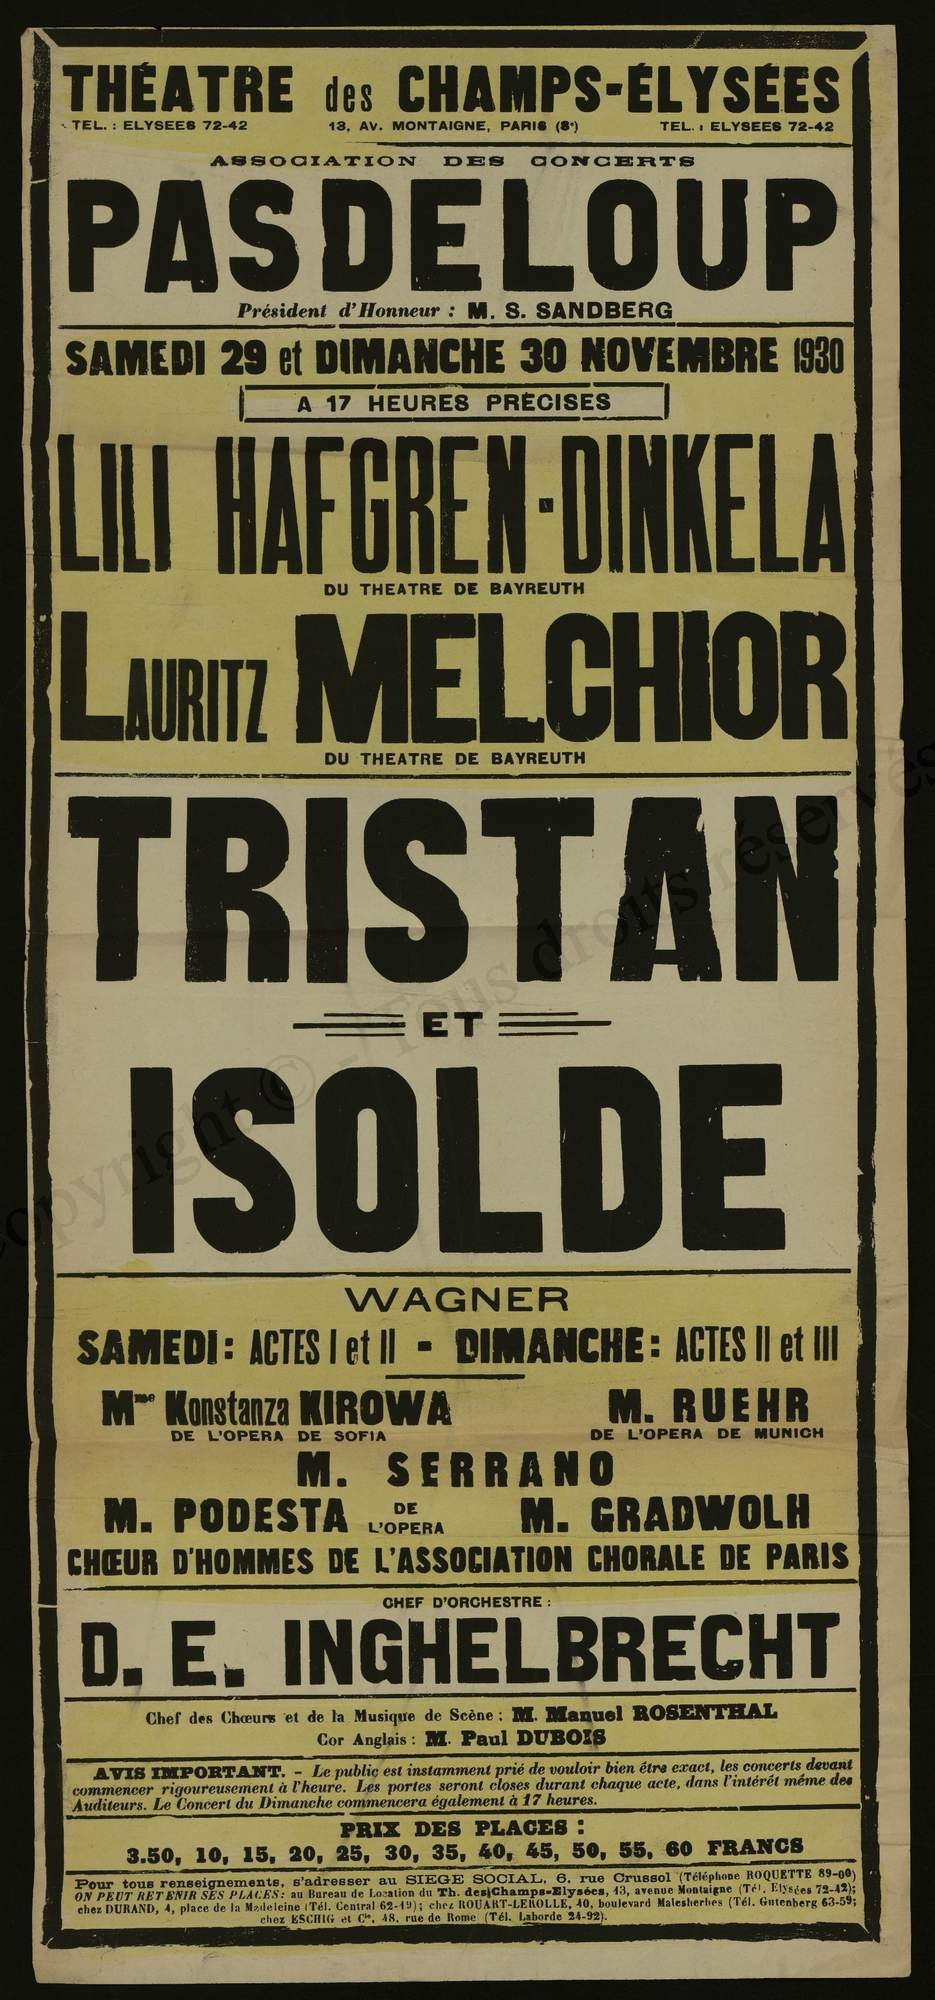 THÉATRE des CHAMPS-ÉLYSÉES
TEL. : ELYSEES 72-42 13, AV. MONTAIGNE, PARIS (8e) TEL. : ELYSEES 72-42
ASSOCIATION DES CONCERTS
PASDELOUP
Président d'Honneur : M. S. SANDBERG
SAMEDI 29 et DIMANCHE 30 NOVEMBRE 1930
A 17 HEURES PRÉCISES
LILI HAFGREN-DINKELA
DU THEATRE DE BAYREUTH
LAURITZ MELCHIOR
DU THEATRE DE BAYREUTH
TRISTAN
ET
ISOLDE
WAGNER
SAMEDI : ACTES I et II - DIMANCHE : ACTES II et III
Mme Konstanza KIROWA M. RUEHR
DE L'OPERA DE SOFIA DE L'OPERA DE MUNICH
M. SERRANO
M. PODESTA DE L'OPERA M. GRADWOLH
CHŒUR D'HOMMES DE L'ASSOCIATION CHORALE DE PARIS
CHEF D'ORCHESTRE :
D. E. INGHELBRECHT
Chef des Chœurs et de la Musique de Scène : M. Manuel ROSENTHAL
Cor Anglais : M. Paul DUBOIS
AVIS IMPORTANT. - Le public est instamment prié de vouloir bien être exact, les concerts devant
commencer rigoureusement à l'heure. Les portes seront closes durant chaque acte, dans l'intérêt même des
Auditeurs. Le Concert du Dimanche commencera également à 17 heures.
PRIX DES PLACES :
3.50, 10, 15, 20, 25, 30, 35, 40, 45, 50, 55, 60 FRANCS
Pour tous renseignements, s'adresser au SIEGE SOCIAL, 6, rue Crussol (Téléphone ROQUETTE 89-00)
ON PEUT RETENIR SES PLACES : au Bureau de Location du Th. des Champs-Elysées, 13, avenue Montaigne (Tél. Elysées 72-42);
chez DURAND, 4, place de la Madeleine (Tél. Central 62-19); chez ROUART-LEROLLE, 40, boulevard Malesherbes (Tél. Gutenberg 63-59;
chez ESCHIG et Cie, 48, rue de Rome (Tél. Laborde 24-92).
Copyright © - Tous droits réservés